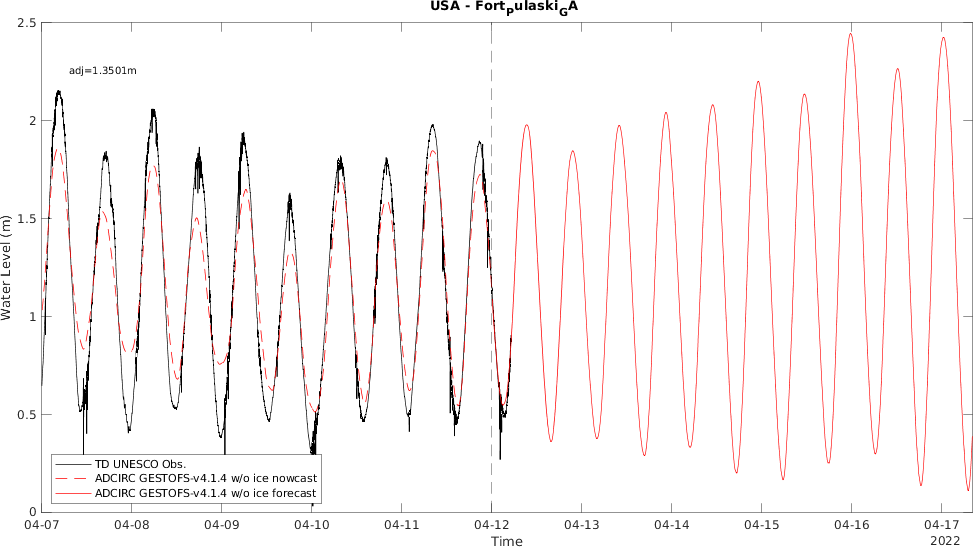 USA - Fort_Pulaski_GA
2.5
adj=1.3501m
2
1.5
Water Level (m)
1
0.5
TD UNESCO Obs.
ADCIRC GESTOFS-v4.1.4 w/o ice nowcast
ADCIRC GESTOFS-v4.1.4 w/o ice forecast
0
04-07 04-08 04-09 04-10 04-11 04-12 04-13 04-14 04-15 04-16 04-17
Time 2022